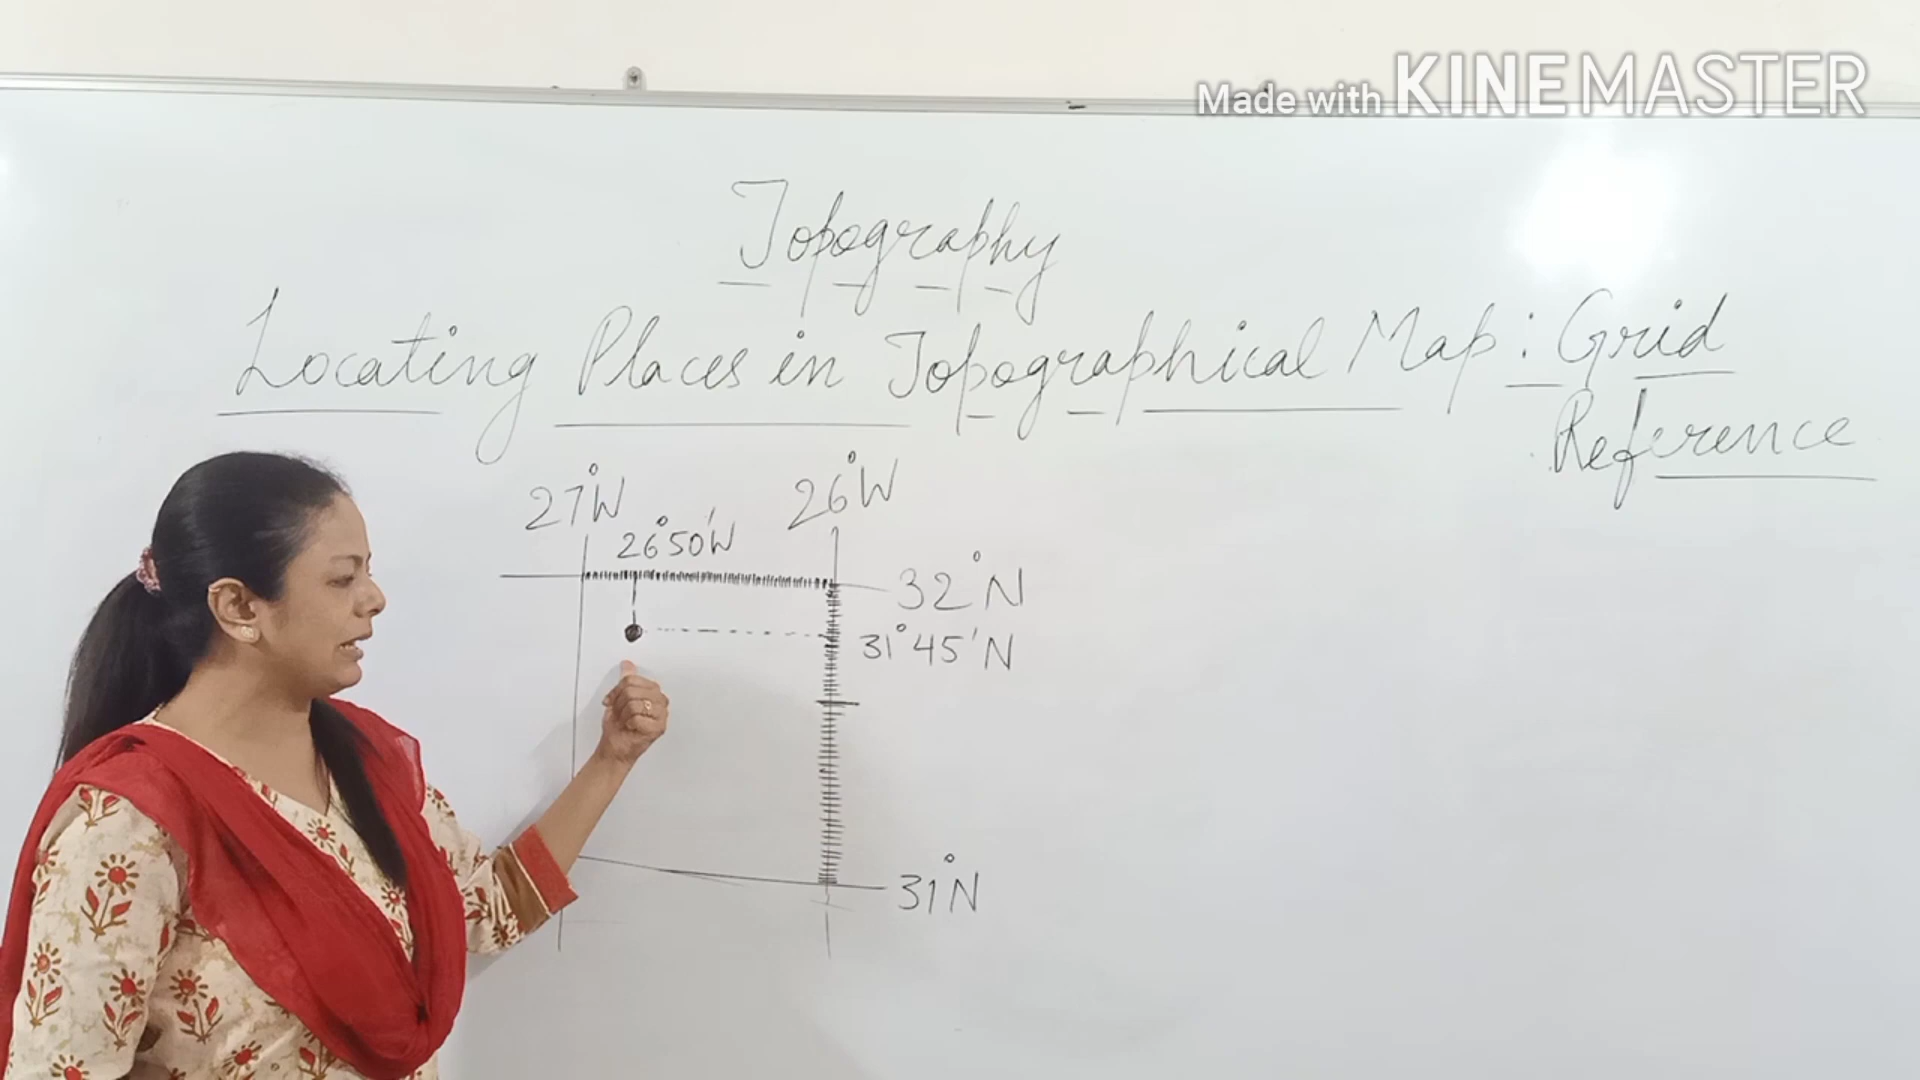 Made with KINEMASTER
Topography
Locating Places in Topographical Map : Grid
Reference
27°W
26°W
26°50'W
32°N
31°45'N
31°N